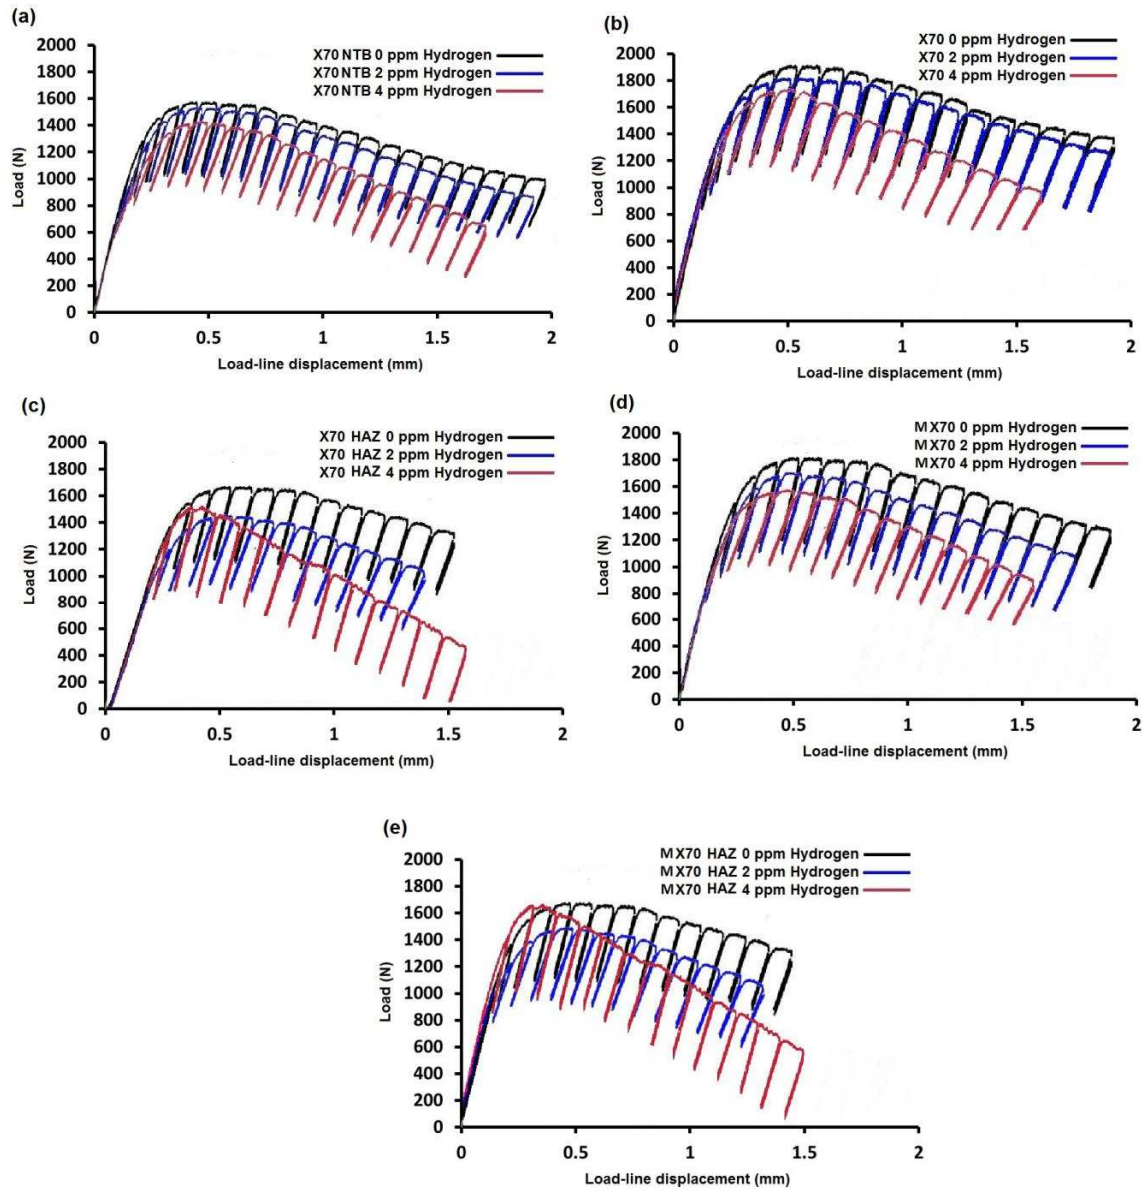 (a)
X70 NTB 0 ppm Hydrogen
X70 NTB 2 ppm Hydrogen
X70 NTB 4 ppm Hydrogen
Load (N)
2000
1800
1600
1400
1200
1000
800
600
400
200
0
0 0.5 1 1.5 2
Load-line displacement (mm)
(b)
X70 0 ppm Hydrogen
X70 2 ppm Hydrogen
X70 4 ppm Hydrogen
Load (N)
2000
1800
1600
1400
1200
1000
800
600
400
200
0
0 0.5 1 1.5 2
Load-line displacement (mm)
(c)
X70 HAZ 0 ppm Hydrogen
X70 HAZ 2 ppm Hydrogen
X70 HAZ 4 ppm Hydrogen
Load (N)
2000
1800
1600
1400
1200
1000
800
600
400
200
0
0 0.5 1 1.5 2
Load-line displacement (mm)
(d)
MX70 0 ppm Hydrogen
MX70 2 ppm Hydrogen
MX70 4 ppm Hydrogen
Load (N)
2000
1800
1600
1400
1200
1000
800
600
400
200
0
0 0.5 1 1.5 2
Load-line displacement (mm)
(e)
MX70 HAZ 0 ppm Hydrogen
MX70 HAZ 2 ppm Hydrogen
MX70 HAZ 4 ppm Hydrogen
Load (N)
2000
1800
1600
1400
1200
1000
800
600
400
200
0
0 0.5 1 1.5 2
Load-line displacement (mm)